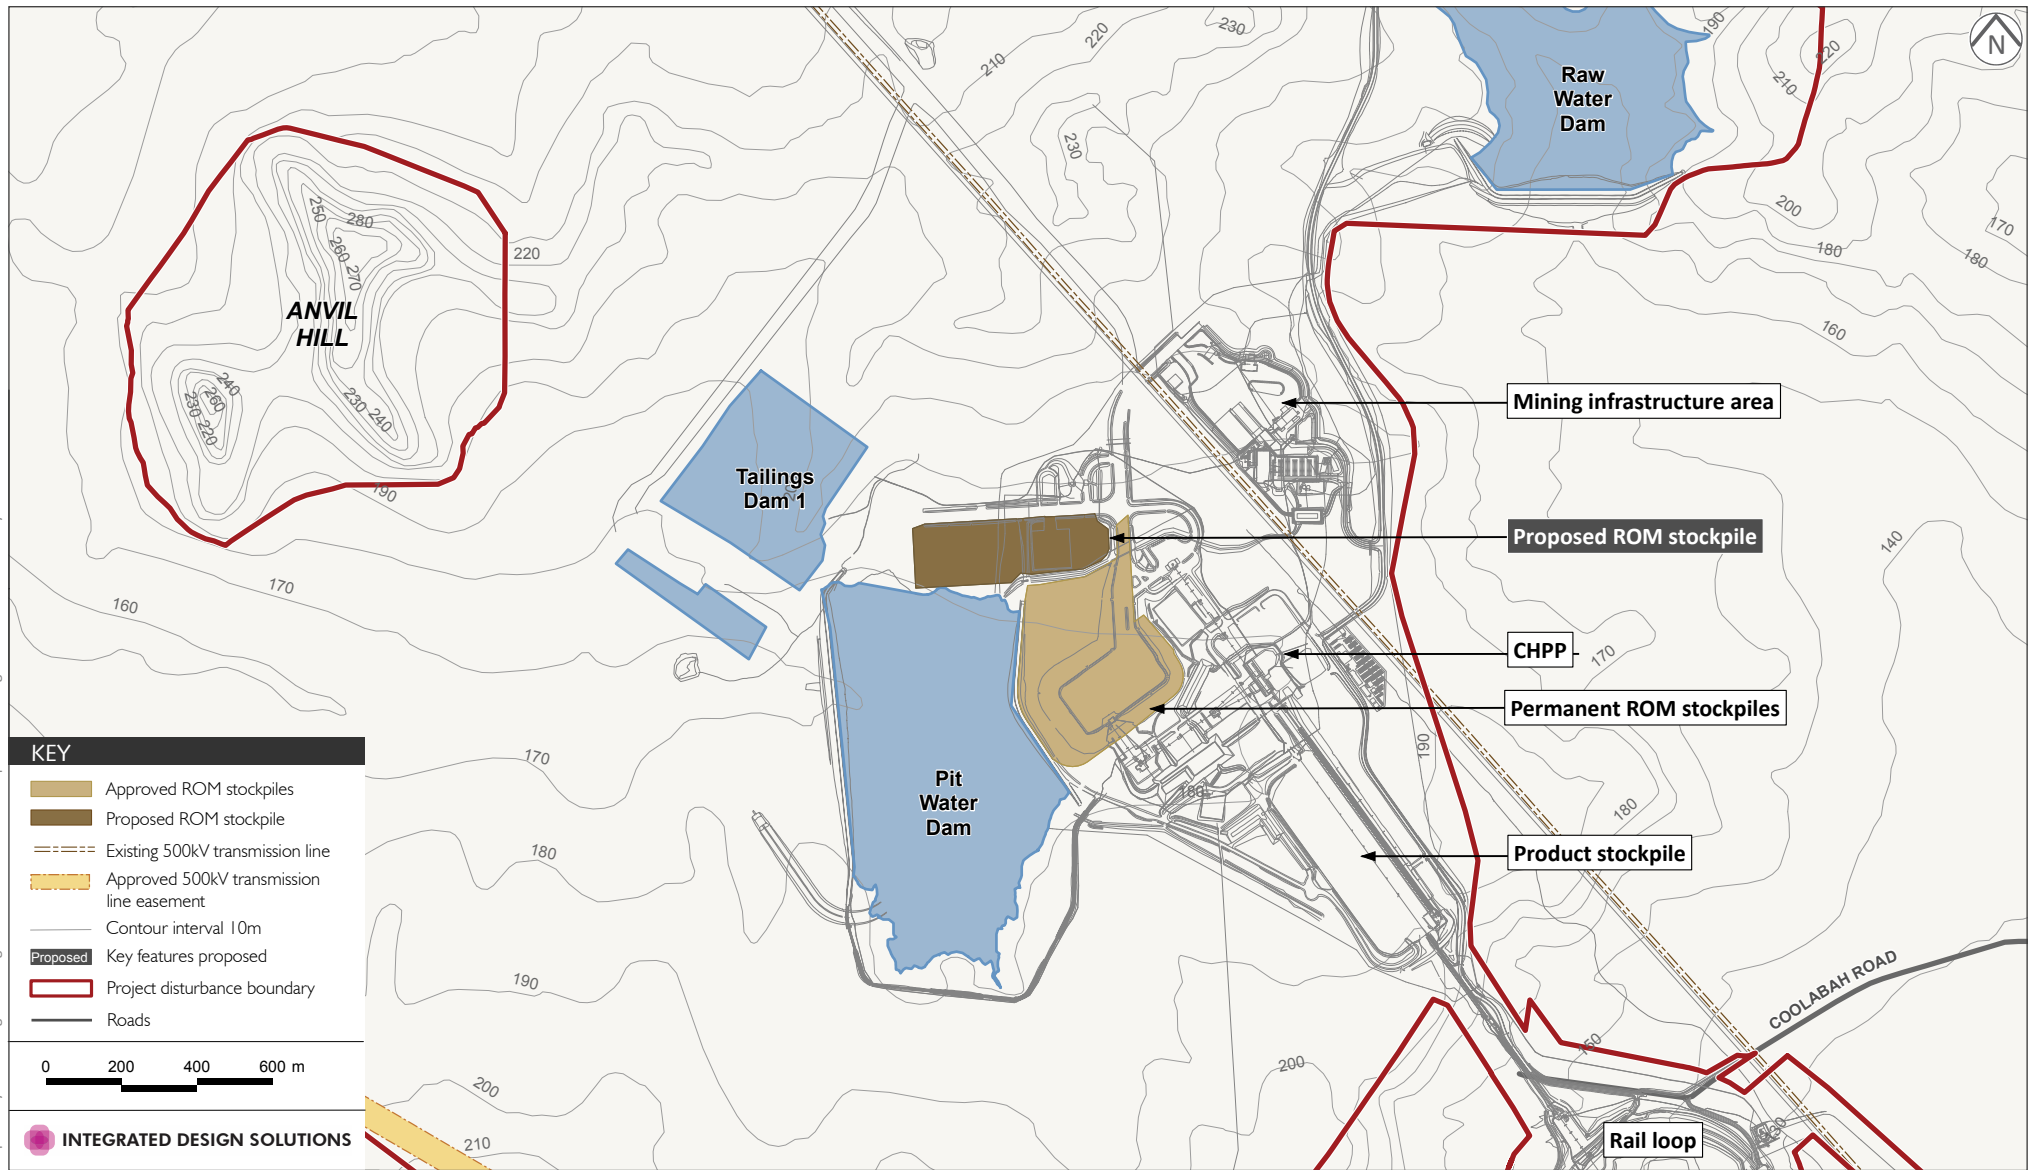 230
220
210
190
220
210
N
Raw
Water
Dam
230
200
170
180
180
250
280
260
270
220
ANVIL
HILL
160
240
260
230
220
230
240
190
Mining infrastructure area
Tailings
Dam 1
Proposed ROM stockpile
140
170
160
CHPP
170
Permanent ROM stockpiles
190
170
Pit
Water
Dam
180
180
180
Product stockpile
190
COOLABAH ROAD
150
200
200
210
230
Rail loop
KEY
Approved ROM stockpiles
Proposed ROM stockpile
Existing 500kV transmission line
Approved 500kV transmission
line easement
Contour interval 10m
Proposed Key features proposed
Project disturbance boundary
Roads
0 200 400 600 m
INTEGRATED DESIGN SOLUTIONS